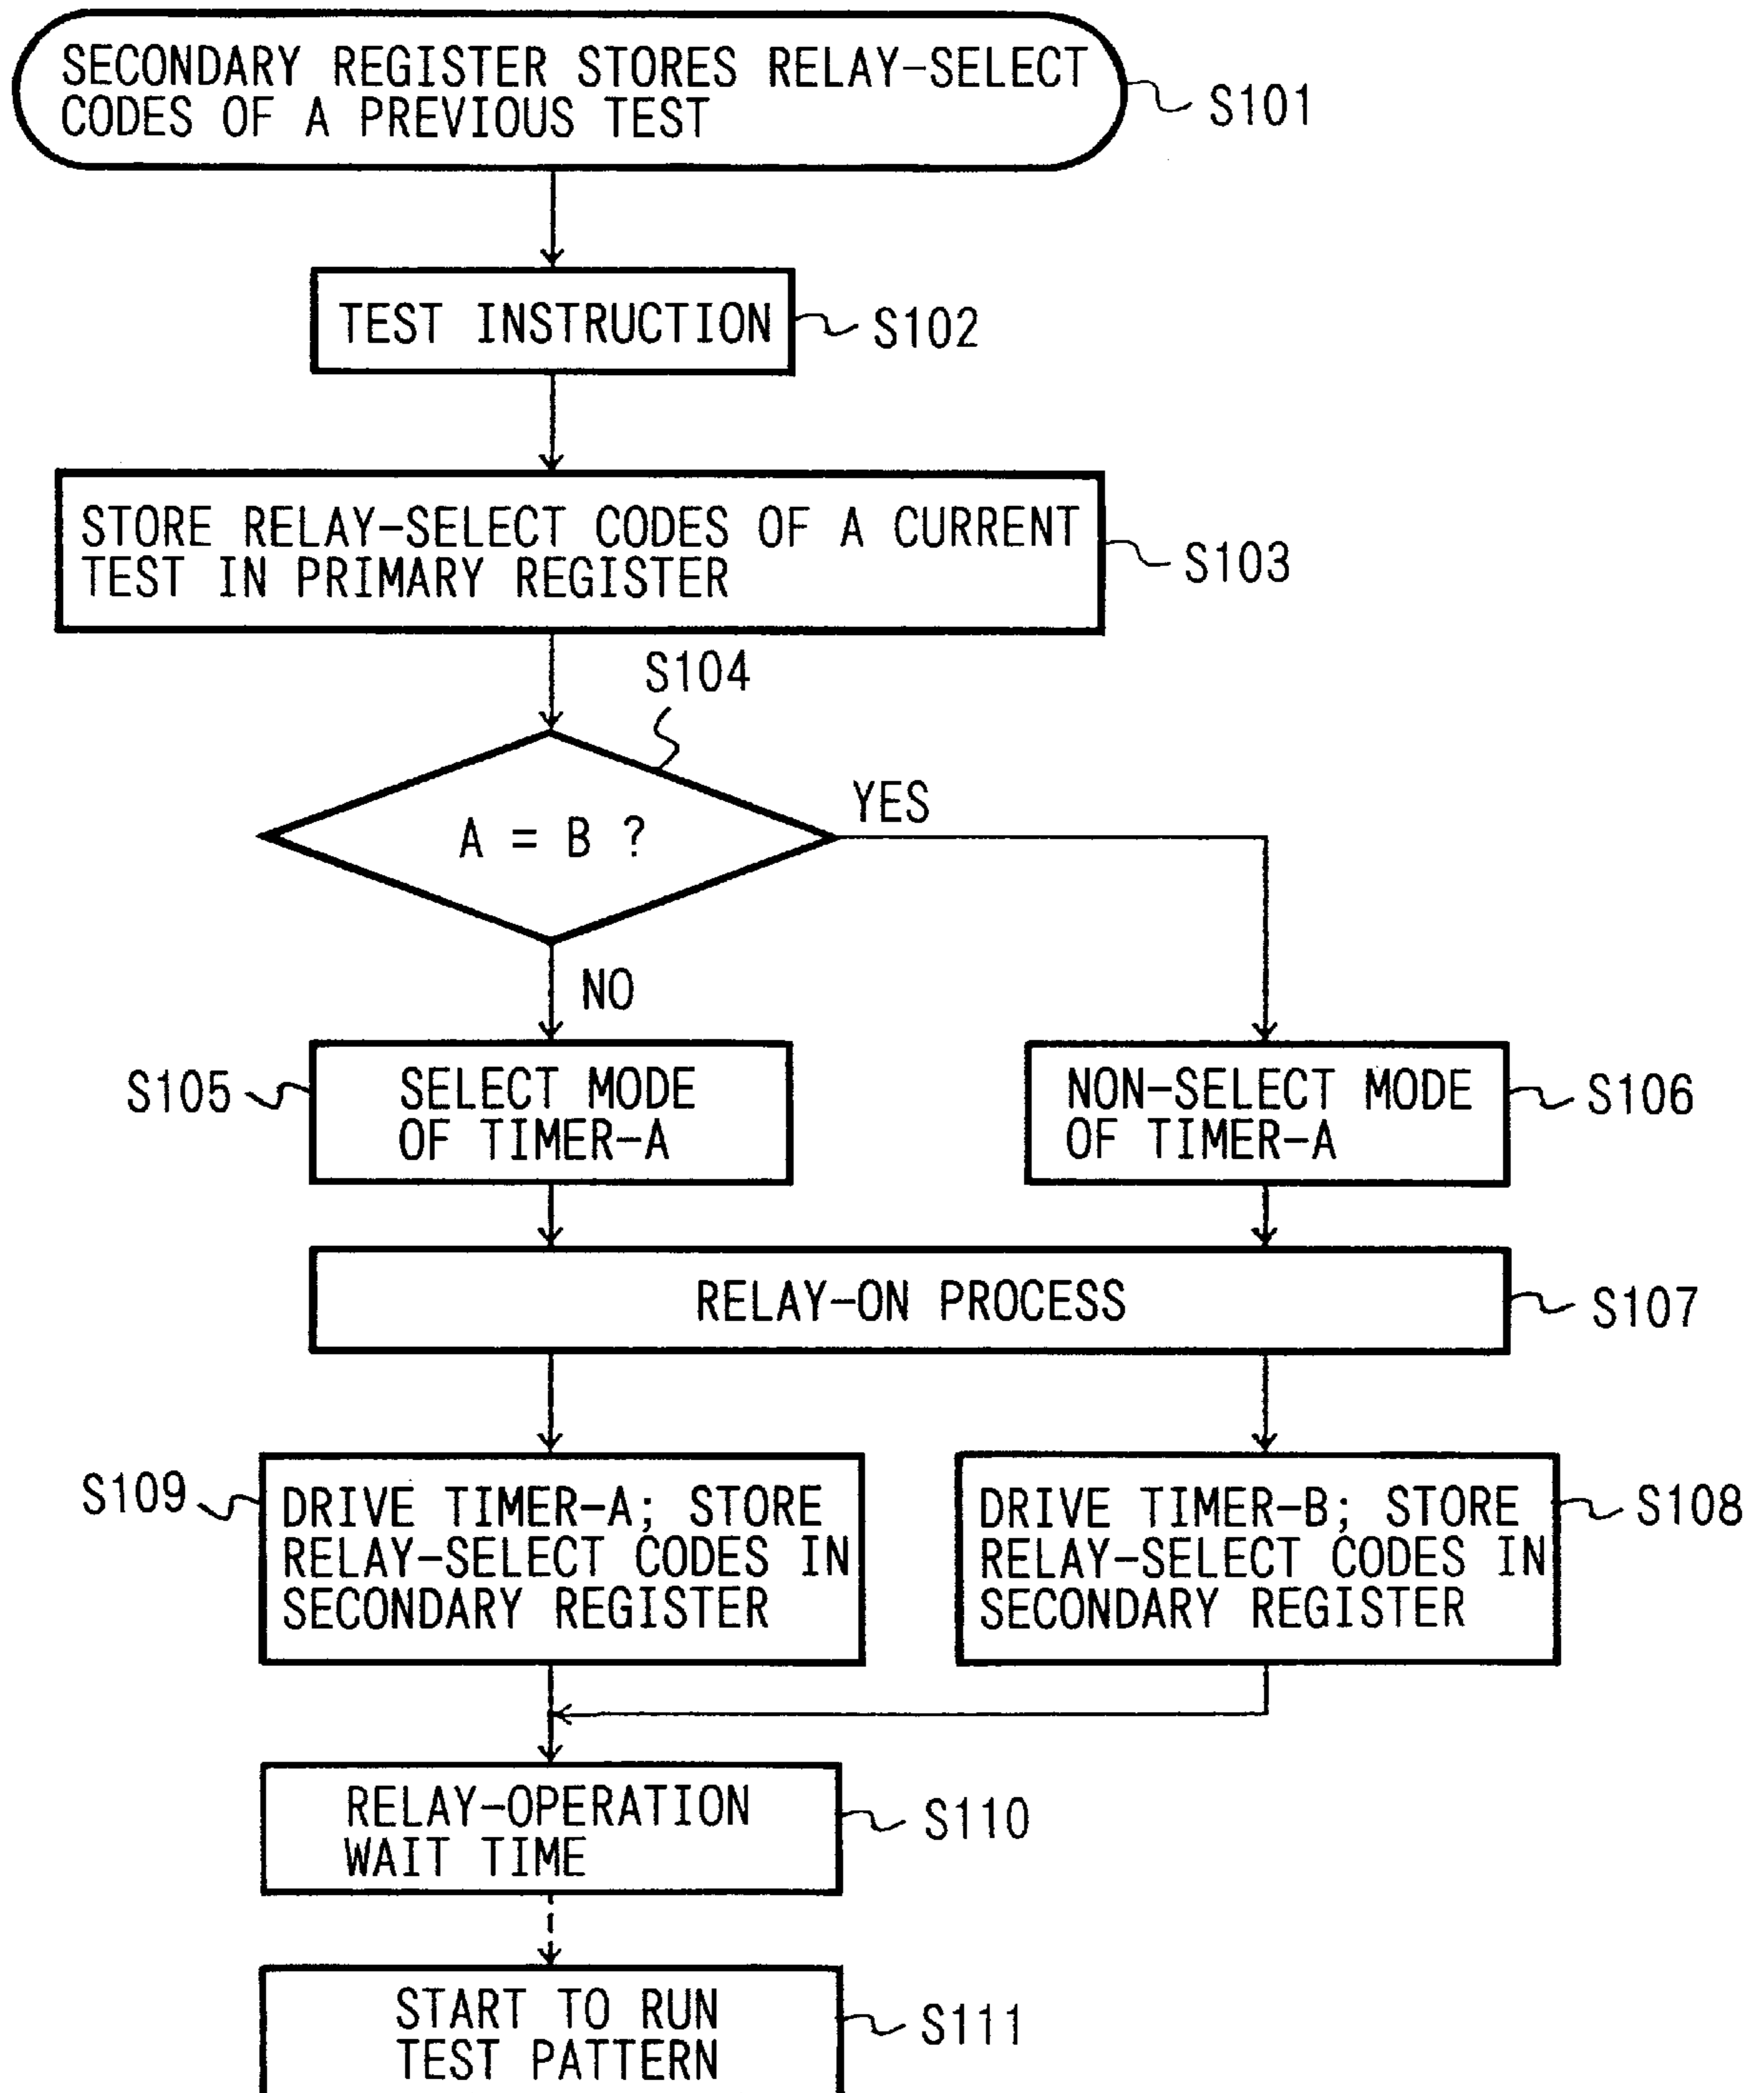 SECONDARY REGISTER STORES RELAY-SELECT
CODES OF A PREVIOUS TEST
S101
TEST INSTRUCTION
S102
STORE RELAY-SELECT CODES OF A CURRENT
TEST IN PRIMARY REGISTER
S103
S104
A = B ?
YES
NO
S105
SELECT MODE
OF TIMER-A
NON-SELECT MODE
OF TIMER-A
S106
RELAY-ON PROCESS
S107
S109
DRIVE TIMER-A; STORE
RELAY-SELECT CODES IN
SECONDARY REGISTER
DRIVE TIMER-B; STORE
RELAY-SELECT CODES IN
SECONDARY REGISTER
S108
RELAY-OPERATION
WAIT TIME
S110
START TO RUN
TEST PATTERN
S111